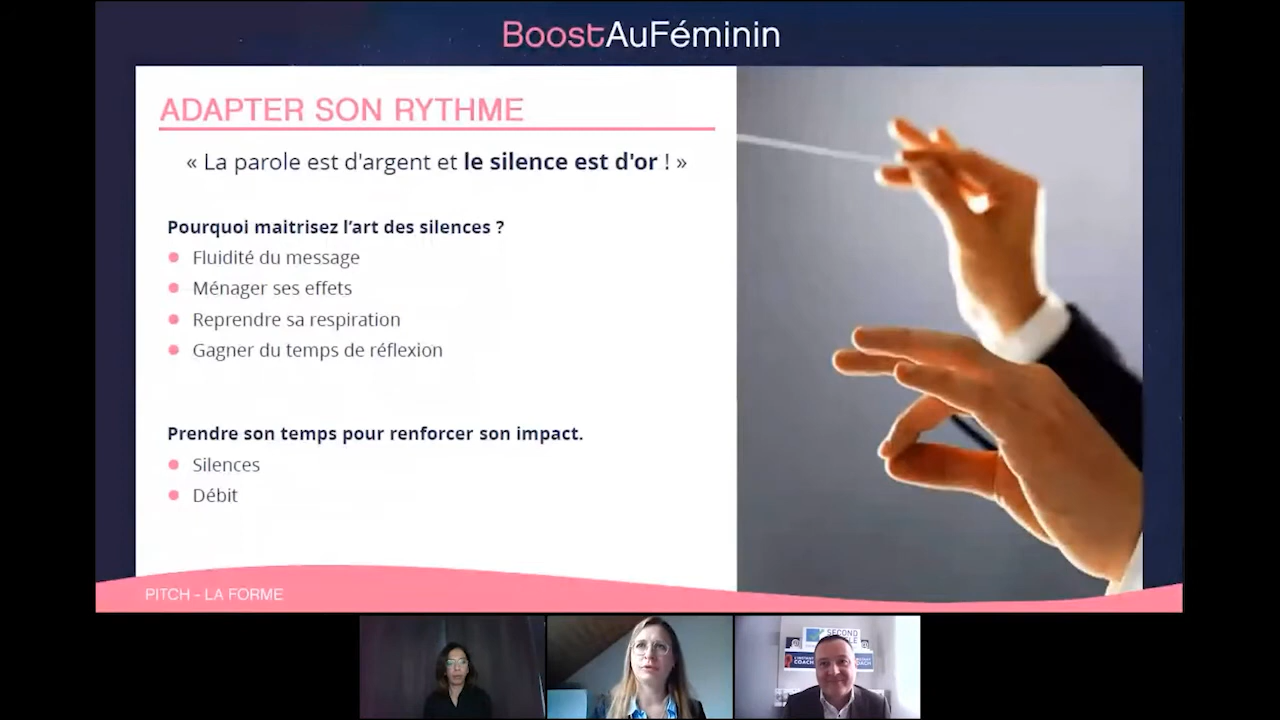 BoostAuFéminin
ADAPTER SON RYTHME
« La parole est d'argent et le silence est d'or ! »
Pourquoi maitrisez l'art des silences ?
Fluidité du message
Ménager ses effets
Reprendre sa respiration
Gagner du temps de réflexion
Prendre son temps pour renforcer son impact.
Silences
Débit
PITCH - LA FORME
SECOND
COACH